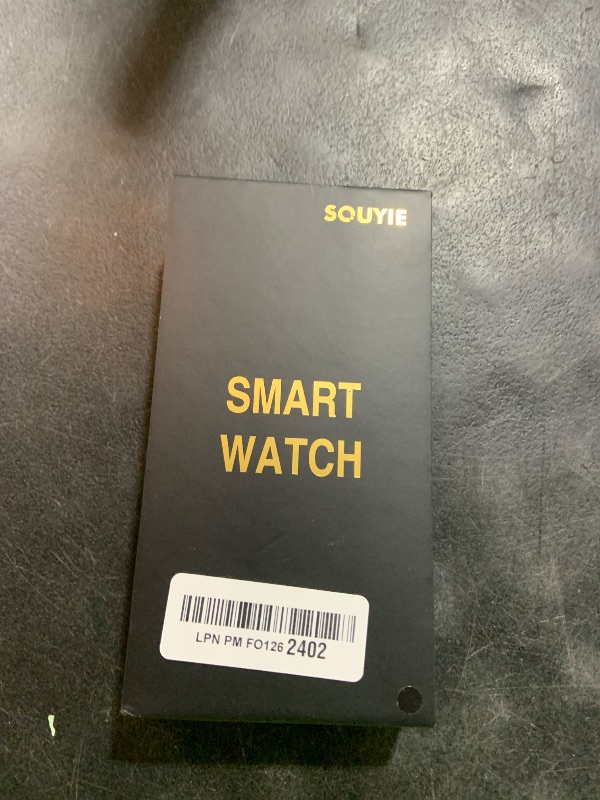 SOUYIE
SMART
WATCH
LPN PM FO126 2402